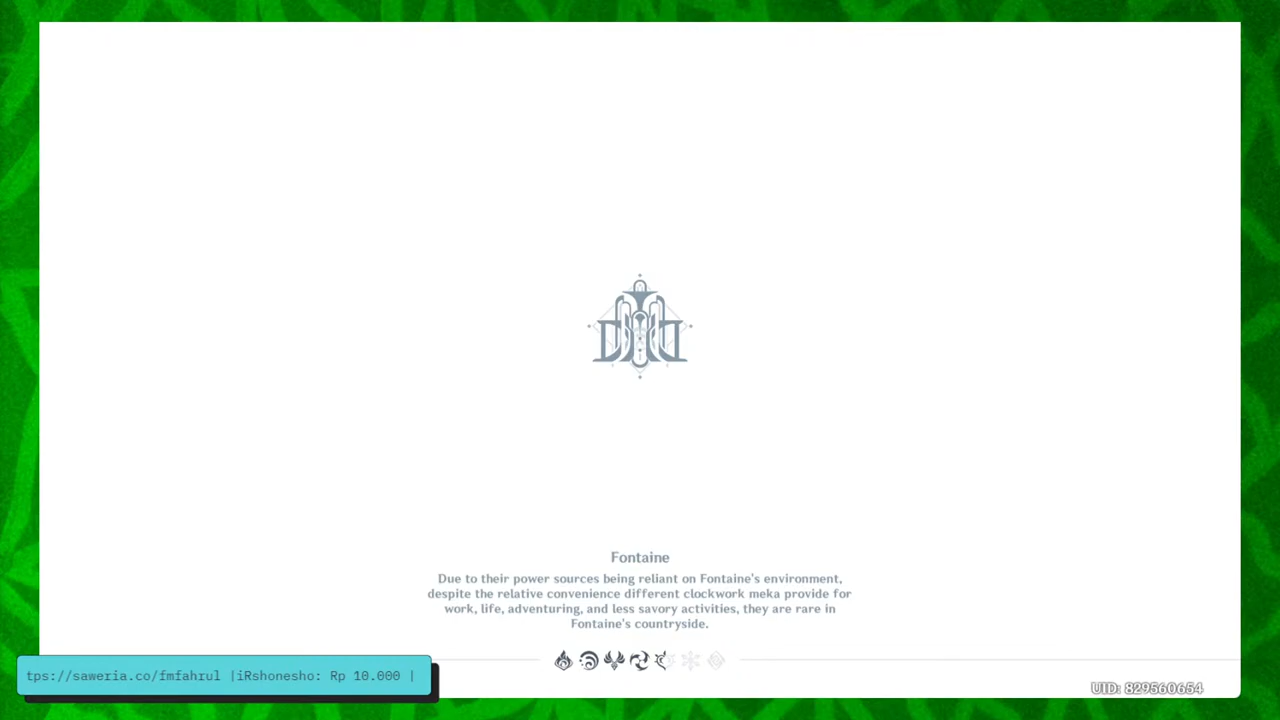 Fontaine
Due to their power sources being reliant on Fontaine's environment,
despite the relative convenience different clockwork meka provide for
work, life, adventuring, and less savory activities, they are rare in
Fontaine's countryside.
tps://saweria.co/fmfahrul |iRshonesho: Rp 10.000 |
UID: 829560654